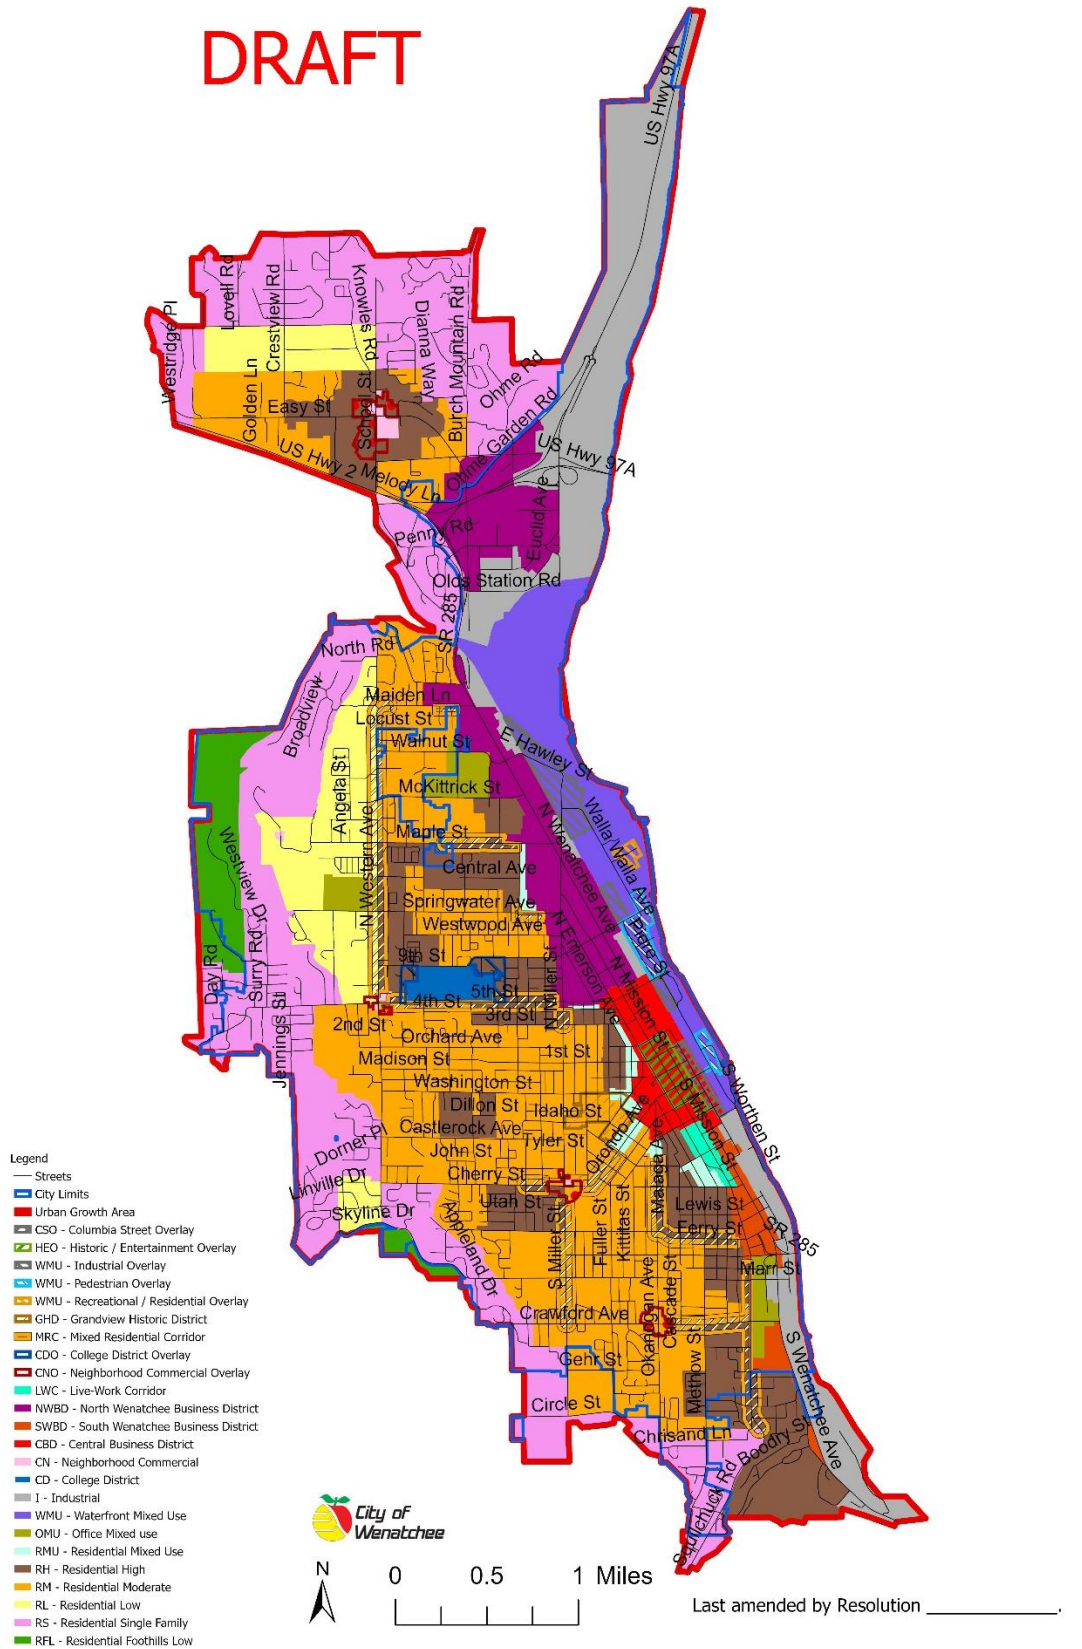 DRAFT
US Hwy 97A
Lovell Rd
Crestview Rd
Knowles Rd
Dianna Way
Burch Mountain Rd
Westridge Pl
Golden Ln
Easy St
School St
Ohme Rd
Ohme Garden Rd
US Hwy 2
Melody Ln
US Hwy 97A
Euclid Ave
Penny Rd
Olds Station Rd
SR 285
North Rd
Broadview
Maiden Ln
Locust St
Walnut St
E Hawley St
Angela St
McKittrick St
N Western Ave
Maple St
N Wenatchee Ave
Walla Walla Ave
Central Ave
Westview Dr
Springwater Ave
Westwood Ave
N Emerson Ave
Piere St
Surry Rd
Day Rd
9th St
5th St
4th St
3rd St
N Miller St
N Mission St
2nd St
Jennings St
Orchard Ave
Madison St
1st St
Washington St
Dillon St
Idaho St
S Mission St
S Worthen St
Castlerock Ave
Tyler St
Orondo Ave
Malaga Ave
Dorner Pl
John St
Cherry St
Linville Dr
Utah St
Skyline Dr
Appleland Dr
Lewis St
Ferry St
SR 285
S Miller St
Fuller St
Kittitas St
Marr St
Crawford Ave
Okanogan Ave
Cascade St
Gehr St
Methow St
S Wenatchee Ave
Circle St
Chrisand Ln
Boodry St
Squilchuck Rd
Legend
Streets
City Limits
Urban Growth Area
CSO - Columbia Street Overlay
HEO - Historic / Entertainment Overlay
WMU - Industrial Overlay
WMU - Pedestrian Overlay
WMU - Recreational / Residential Overlay
GHD - Grandview Historic District
MRC - Mixed Residential Corridor
CDO - College District Overlay
CNO - Neighborhood Commercial Overlay
LWC - Live-Work Corridor
NWBD - North Wenatchee Business District
SWBD - South Wenatchee Business District
CBD - Central Business District
CN - Neighborhood Commercial
CD - College District
I - Industrial
WMU - Waterfront Mixed Use
OMU - Office Mixed use
RMU - Residential Mixed Use
RH - Residential High
RM - Residential Moderate
RL - Residential Low
RS - Residential Single Family
RFL - Residential Foothills Low
City of
Wenatchee
N
0 0.5 1 Miles
Last amended by Resolution ____________.